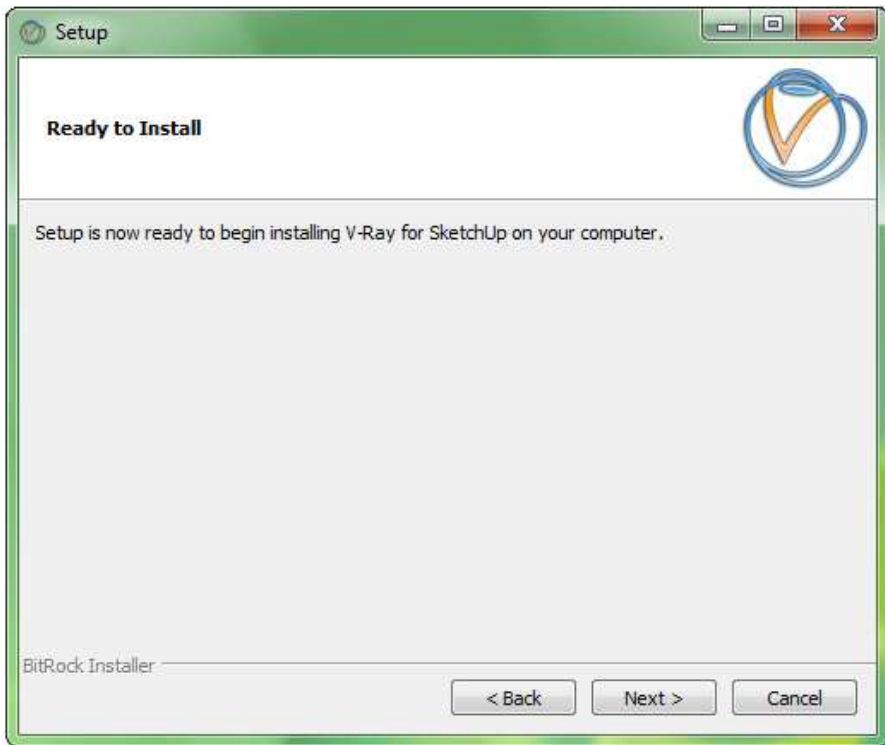 Setup
Ready to Install
Setup is now ready to begin installing V-Ray for SketchUp on your computer.
BitRock Installer
< Back Next > Cancel